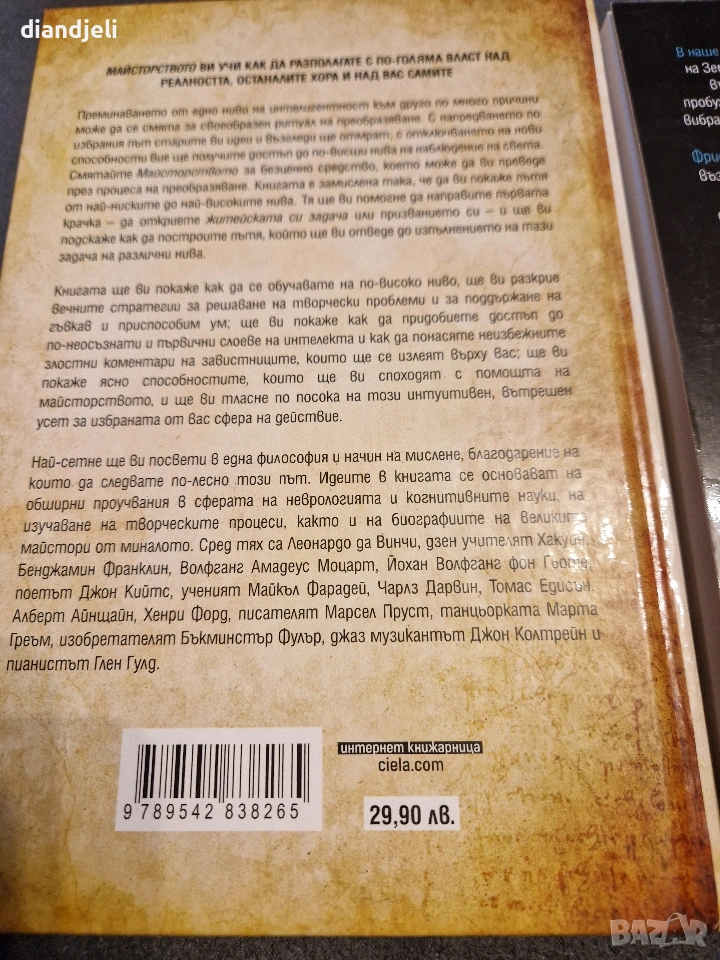 diandjeli
МАЙСТОРСТВОТО ВИ УЧИ КАК ДА РАЗПОЛАГАТЕ С ПО-ГОЛЯМА ВЛАСТ НАД
РЕАЛНОСТТА, ОСТАНАЛИТЕ ХОРА И НАД ВАС САМИТЕ
Преминаването от едно ниво на интелигентност към друго по много причини
може да се смята за своеобразен ритуал на преобразяване. С напредването по
избрания път старите ви идеи и възгледи ще отмрат, с отключването на нови
способности вие ще получите достъп до по-висши нива на наблюдение на света.
Смятайте Майсторството за безценно средство, което може да ви преведе
през процеса на преобразяване. Книгата е замислена така, че да ви покаже пътя
от най-ниските до най-високите нива. Тя ще ви помогне да направите първата
крачка – да откриете житейската си задача или призванието си – и ще ви
подскаже как да построите пътя, който ще ви отведе до изпълнението на тази
задача на различни нива.
Книгата ще ви покаже как да се обучавате на по-високо ниво, ще ви разкрие
вечните стратегии за решаване на творчески проблеми и за поддържане на
гъвкав и приспособим ум; ще ви покаже как да придобиете достъп до
по-неосъзнати и първични слоеве на интелекта и как да понасяте неизбежните
злостни коментари на завистниците, които ще се излеят върху вас; ще ви
покаже ясно способностите, които ще ви споходят с помощта на
майсторството, и ще ви тласне по посока на този интуитивен, вътрешен
усет за избраната от вас сфера на действие.
Най-сетне ще ви посвети в една философия и начин на мислене, благодарение на
които да следвате по-лесно този път. Идеите в книгата се основават на
обширни проучвания в сферата на неврологията и когнитивните науки, на
изучаване на творческите процеси, както и на биографиите на великите
майстори от миналото. Сред тях са Леонардо да Винчи, дзен учителят Хакуин,
Бенджамин Франклин, Волфганг Амадеус Моцарт, Йохан Волфганг фон Гьоте,
поетът Джон Кийтс, ученият Майкъл Фарадей, Чарлз Дарвин, Томас Едисън,
Алберт Айнщайн, Хенри Форд, писателят Марсел Пруст, танцьорката Марта
Греъм, изобретателят Бъкминстър Фулър, джаз музикантът Джон Колтрейн и
пианистът Глен Гулд.
интернет книжарница
ciela.com
9 789542 838265
29,90 лв.
В наше
на Зем
въ
пробу
вибра
Фри
въз
BAZAR